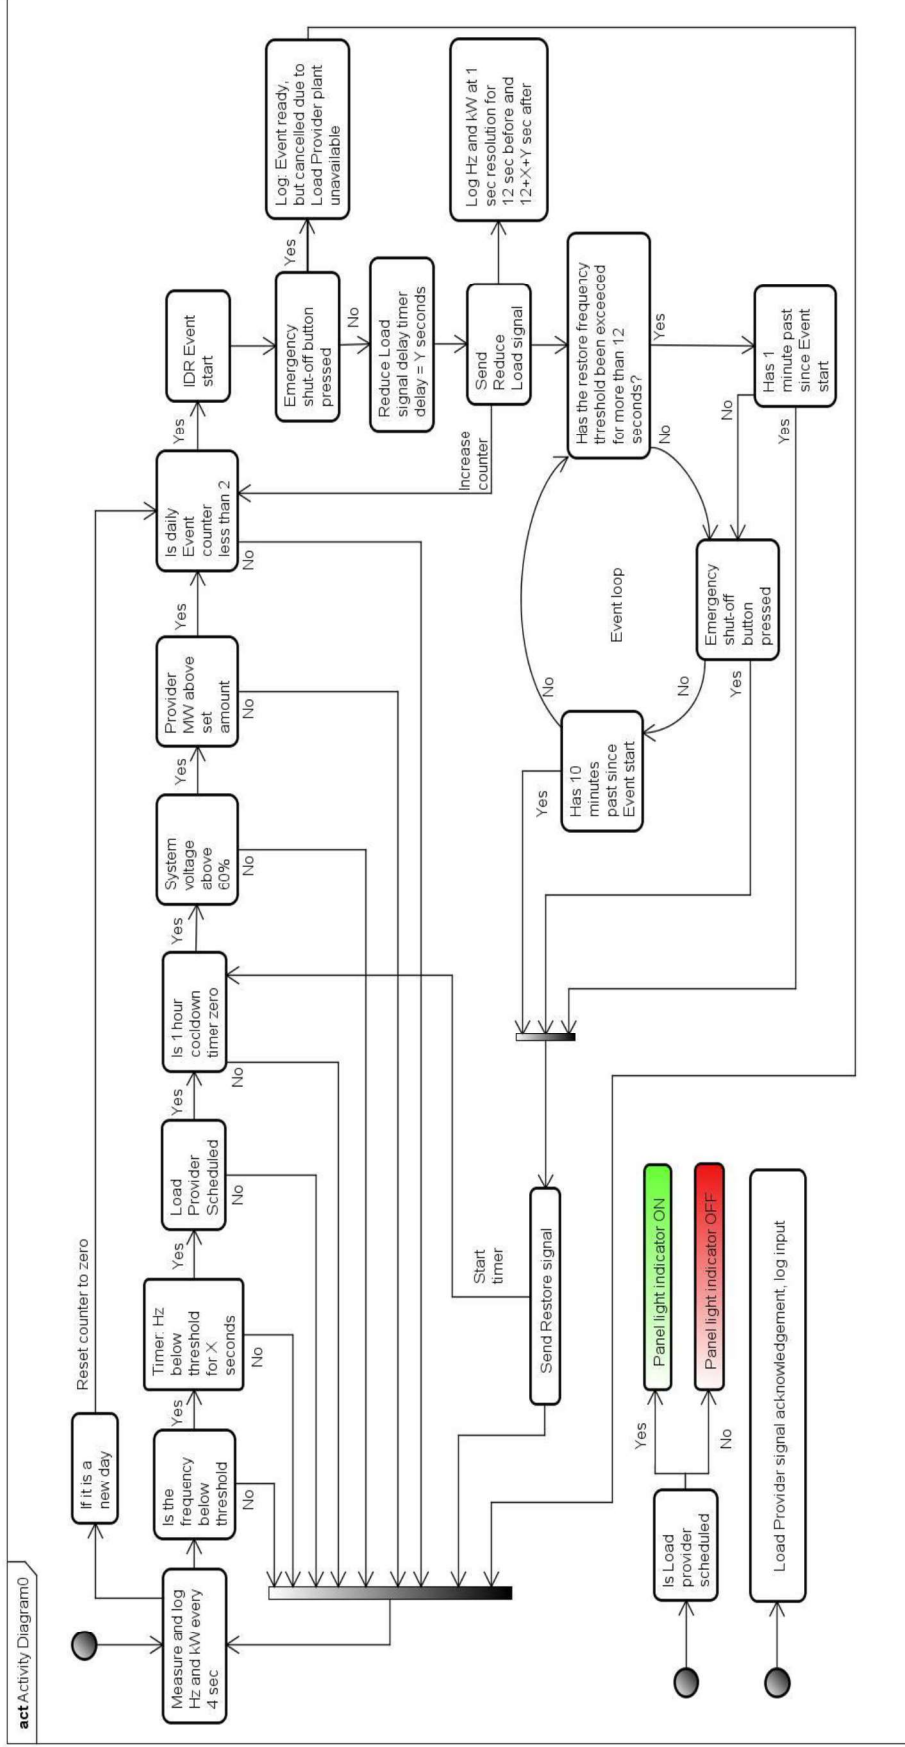 act Activity Diagram0
Measure and log
Hz and kW every
4 sec
If it is a
new day
Reset counter to zero
Is the
frequency
below
threshold
Yes
No
Timer: Hz
below
threshold
for X
seconds
Yes
No
Load
Provider
Scheduled
Yes
No
Is 1 hour
cocldown
timer zero
Yes
No
System
voltage
above
60%
Yes
No
Provider
MW above
set
amount
Yes
No
Is daily
Event
counter
less than 2
Yes
No
IDR Event
start
Emergency
shut-off button
pressed
Yes
No
Log: Event ready,
but cancelled due to
Load Provider plant
unavailable
Reduce Load
signal delay timer
delay = Y seconds
Send
Reduce
Load signal
Increase
counter
Log Hz and kW at 1
sec resolution for
12 sec before and
12+X+Y sec after
Has the restore frequency
threshold been exceeced
for more than 12
seconds?
Yes
No
Has 1
minute past
since Event
start
No
Yes
Emergency
shut-off
button
pressed
No
Yes
Event loop
Has 10
minutes
past since
Event start
No
Yes
Send Restore signal
Start
timer
Is Load
provider
scheduled
Yes
No
Panel light indicator ON
Panel light indicator OFF
Load Provider signal acknowledgement, log input